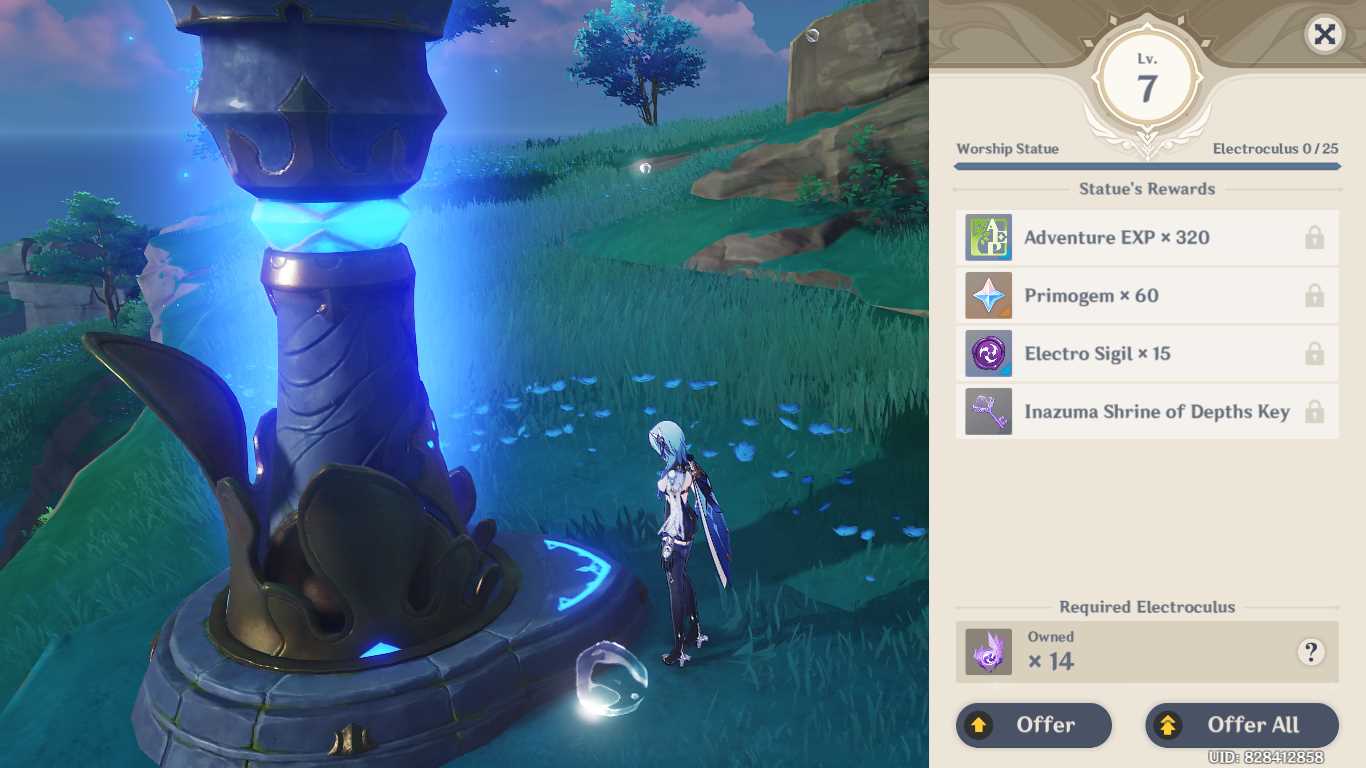 Lv.
7
Worship Statue
Electroculus 0 / 25
Statue's Rewards
AEP
Adventure EXP × 320
Primogem × 60
Electro Sigil × 15
Inazuma Shrine of Depths Key
Required Electroculus
Owned
× 14
?
Offer
Offer All
UID: 828412858